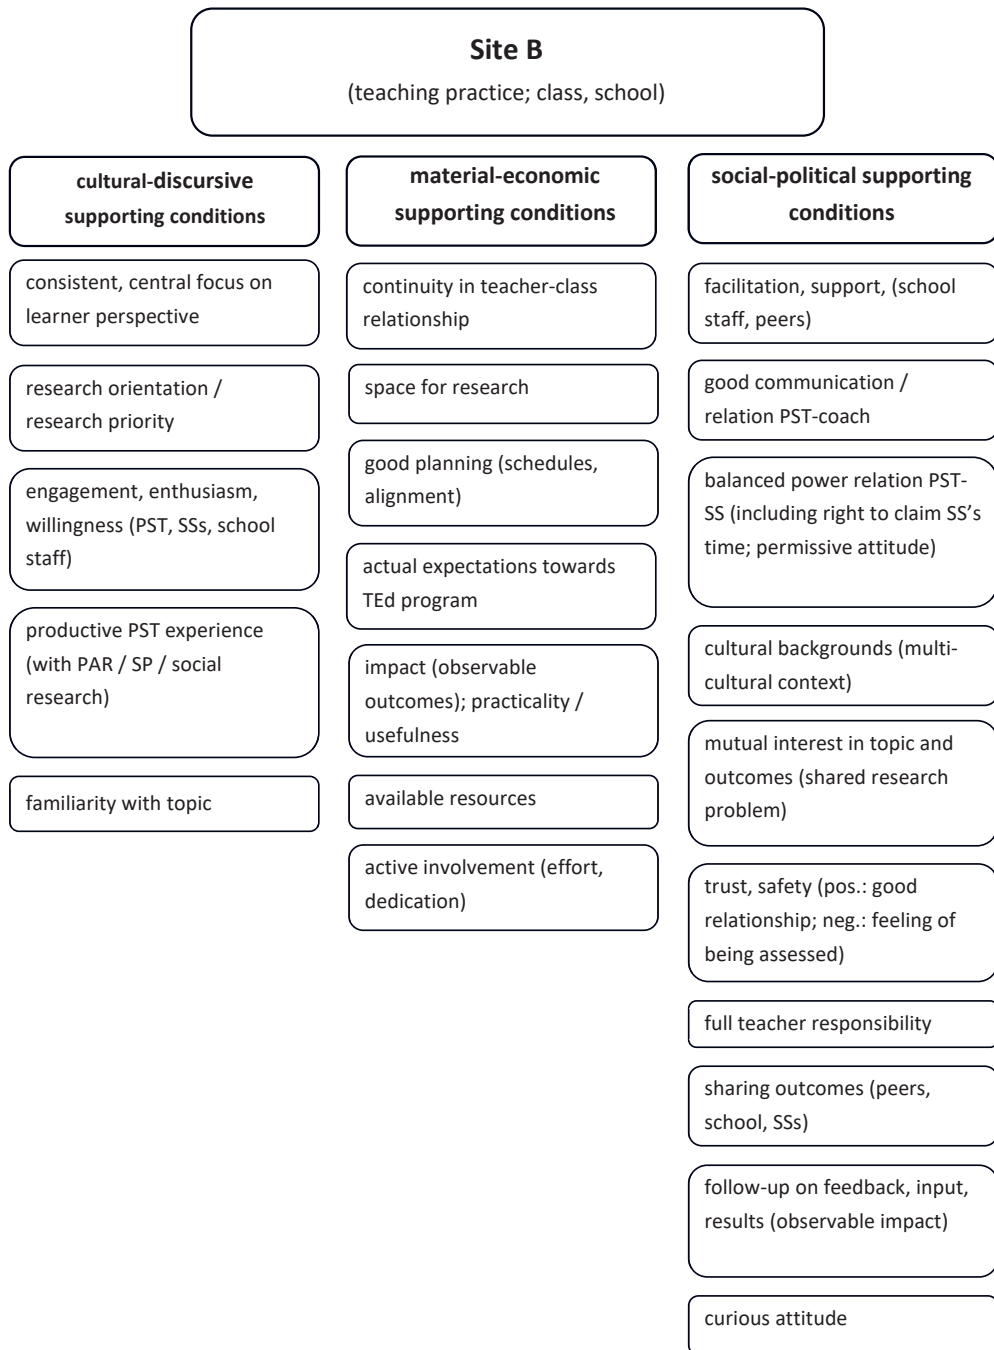 Site B
(teaching practice; class, school)
cultural-discursive
supporting conditions
consistent, central focus on
learner perspective
research orientation /
research priority
engagement, enthusiasm,
willingness (PST, SSs, school
staff)
productive PST experience
(with PAR / SP / social
research)
familiarity with topic
material-economic
supporting conditions
continuity in teacher-class
relationship
space for research
good planning (schedules,
alignment)
actual expectations towards
TEd program
impact (observable
outcomes); practicality /
usefulness
available resources
active involvement (effort,
dedication)
social-political supporting
conditions
facilitation, support, (school
staff, peers)
good communication /
relation PST-coach
balanced power relation PST-
SS (including right to claim SS’s
time; permissive attitude)
cultural backgrounds (multi-
cultural context)
mutual interest in topic and
outcomes (shared research
problem)
trust, safety (pos.: good
relationship; neg.: feeling of
being assessed)
full teacher responsibility
sharing outcomes (peers,
school, SSs)
follow-up on feedback, input,
results (observable impact)
curious attitude